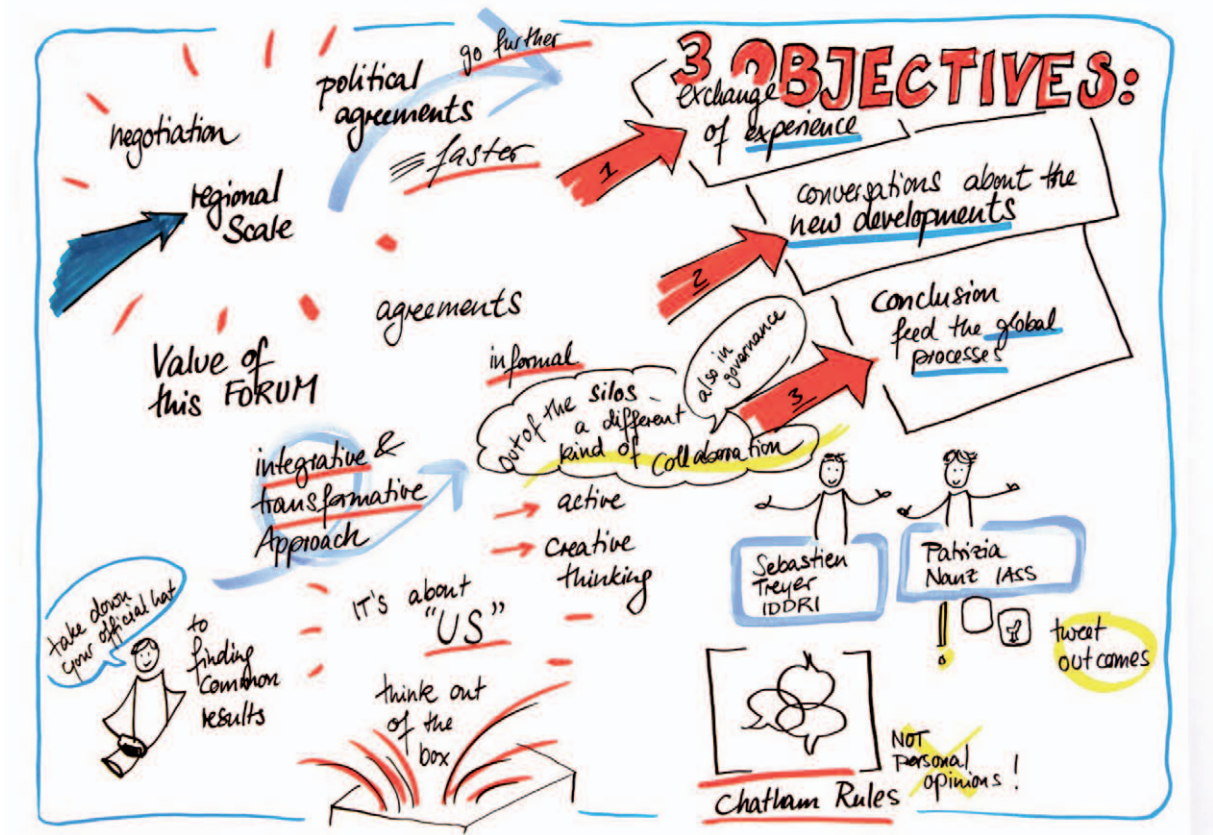 go further
political
agreements
faster
negotiation
regional
Scale
3 OBJECTIVES:
1
exchange
of experience
2
conversations about the
new developments
3
conclusion
feed the global
processes
agreements
Value of
this FORUM
informal
out of the silos
a different
kind of collaboration
also in
governance
integrative &
transformative
Approach
active
creative
thinking
Sebastien
Treyer
IDDRI
Patrizia
Nanz IASS
take down
your official hat
to
finding
common
results
IT's about
"US"
think out
of the
box
!
tweet
outcomes
Chatham Rules
NOT
personal
opinions !